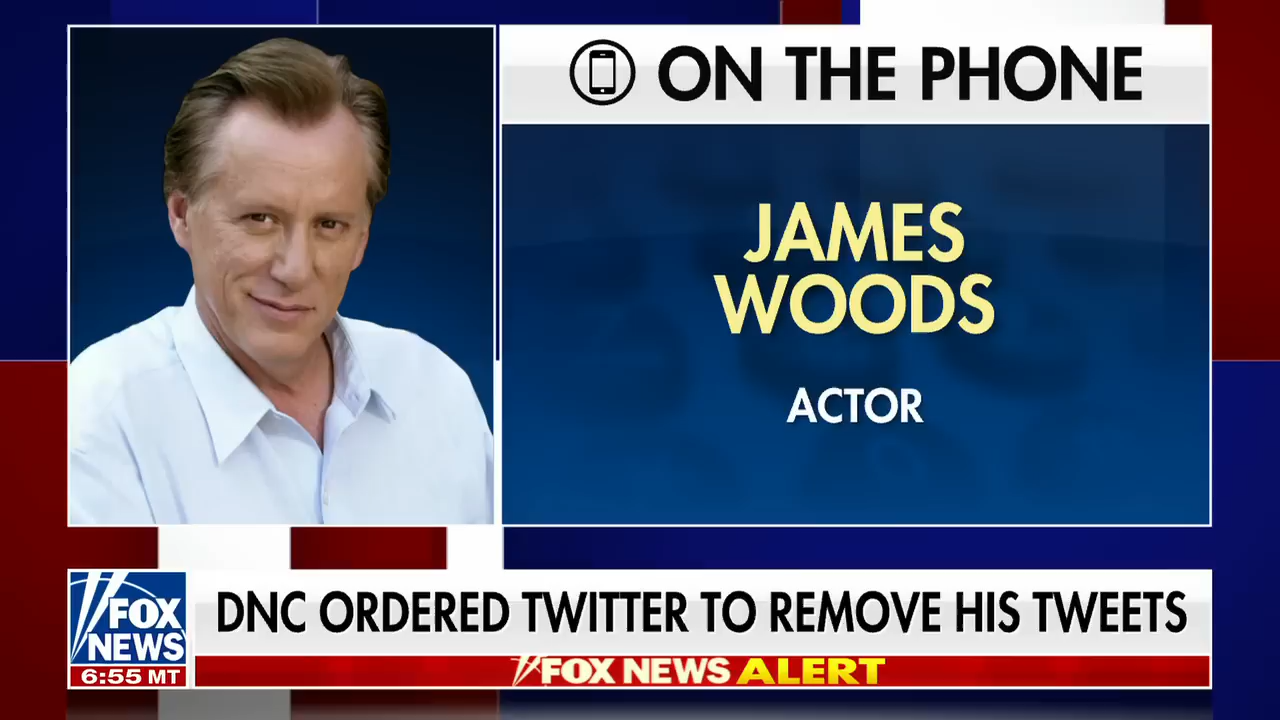 ON THE PHONE
JAMES
WOODS
ACTOR
DNC ORDERED TWITTER TO REMOVE HIS TWEETS
FOX
NEWS
6:55 MT
FOX NEWS ALERT